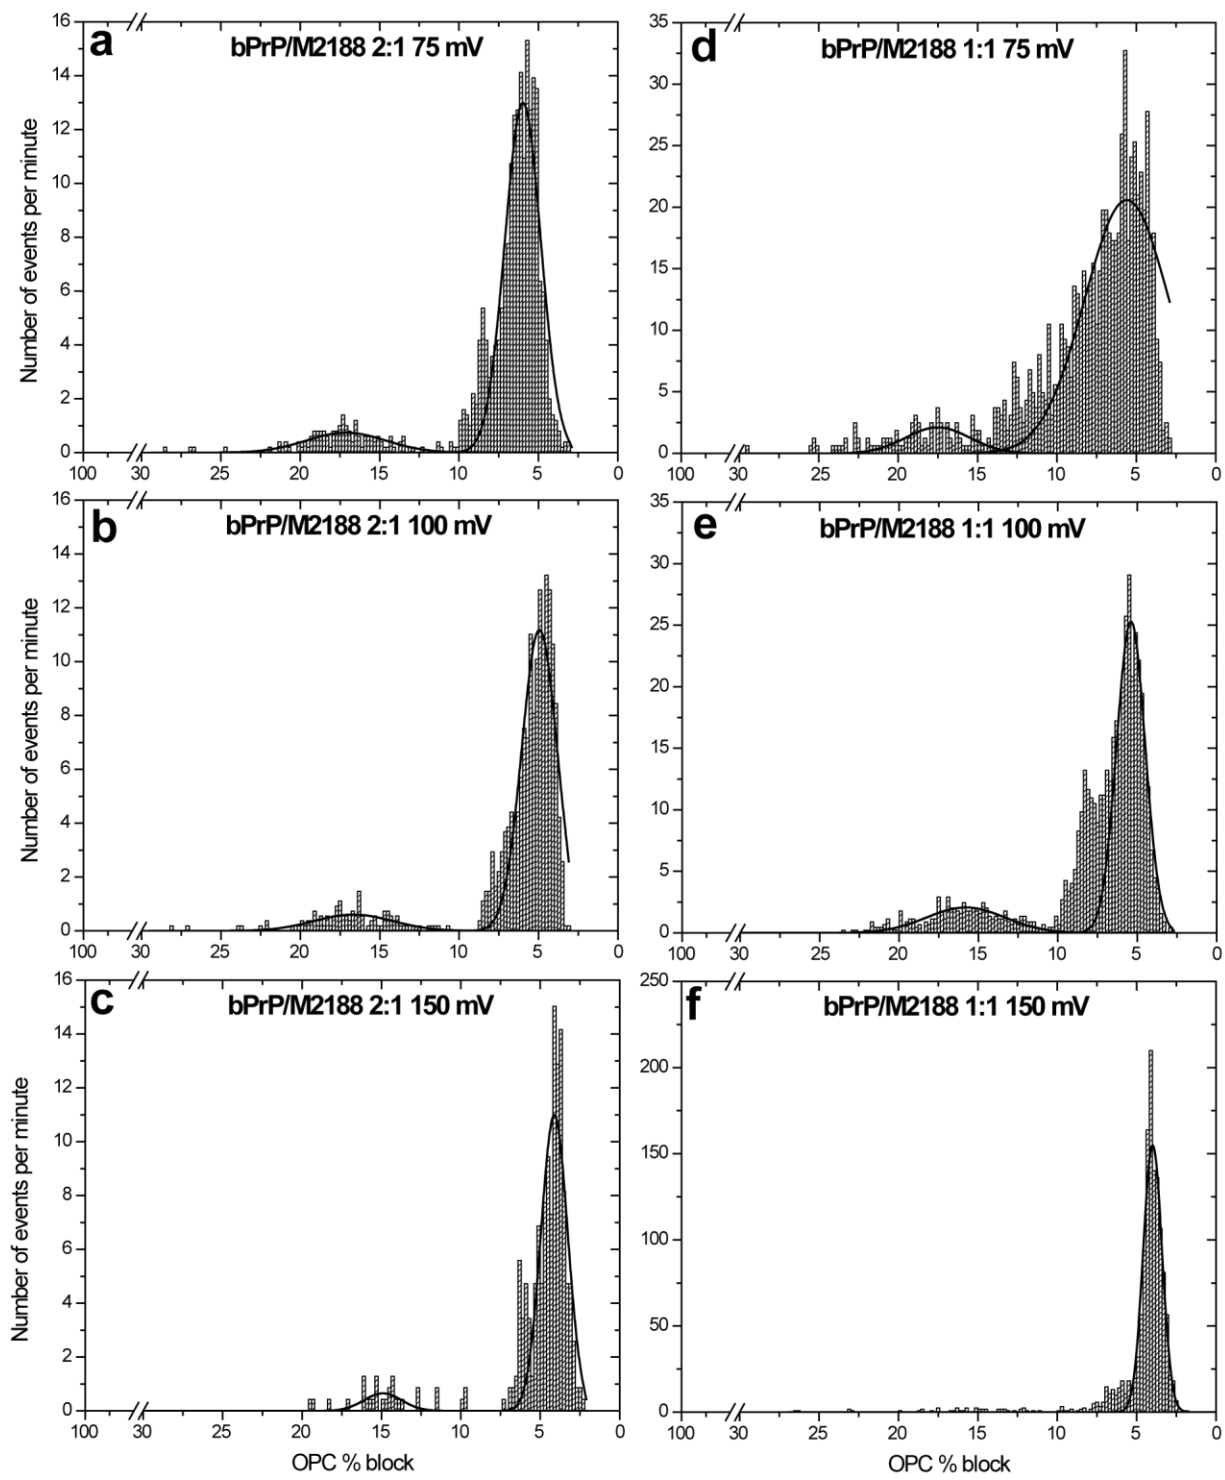 a
bPrP/M2188 2:1 75 mV
Number of events per minute
16
14
12
10
8
6
4
2
0
100 30 25 20 15 10 5 0
d
bPrP/M2188 1:1 75 mV
35
30
25
20
15
10
5
0
100 30 25 20 15 10 5 0
b
bPrP/M2188 2:1 100 mV
Number of events per minute
16
14
12
10
8
6
4
2
0
100 30 25 20 15 10 5 0
e
bPrP/M2188 1:1 100 mV
35
30
25
20
15
10
5
0
100 30 25 20 15 10 5 0
c
bPrP/M2188 2:1 150 mV
Number of events per minute
16
14
12
10
8
6
4
2
0
100 30 25 20 15 10 5 0
OPC % block
f
bPrP/M2188 1:1 150 mV
250
200
150
100
50
0
100 30 25 20 15 10 5 0
OPC % block